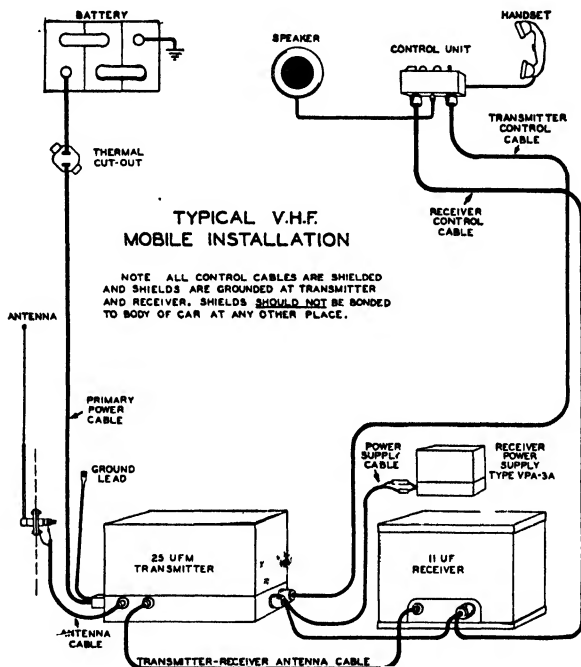 BATTERY
SPEAKER
CONTROL UNIT
HANDSET
THERMAL
CUT-OUT
TRANSMITTER
CONTROL
CABLE
RECEIVER
CONTROL
CABLE
TYPICAL V.H.F.
MOBILE INSTALLATION
NOTE ALL CONTROL CABLES ARE SHIELDED
AND SHIELDS ARE GROUNDED AT TRANSMITTER
AND RECEIVER. SHIELDS SHOULD NOT BE BONDED
TO BODY OF CAR AT ANY OTHER PLACE.
ANTENNA
PRIMARY
POWER
CABLE
GROUND
LEAD
POWER
SUPPLY
CABLE
RECEIVER
POWER
SUPPLY
TYPE VPA-3A
25 UFM
TRANSMITTER
11 UF
RECEIVER
ANTENNA
CABLE
TRANSMITTER-RECEIVER ANTENNA CABLE